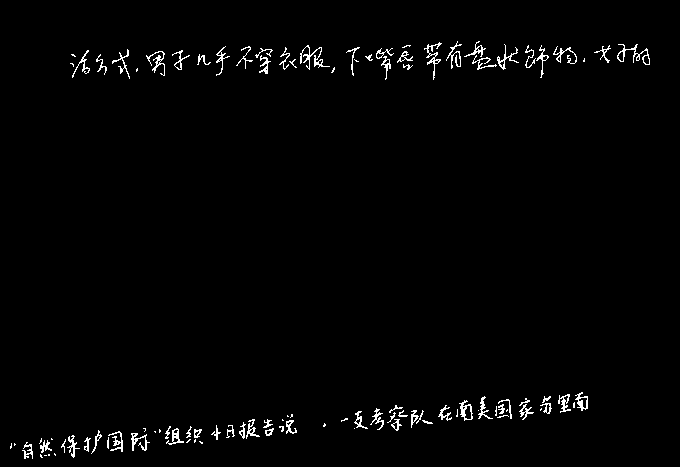 活方式,男子几乎不穿衣服,下嘴唇带有盘状饰物,女子的
“自然保护国际”组织4日报告说,一支考察队在南美国家苏里南